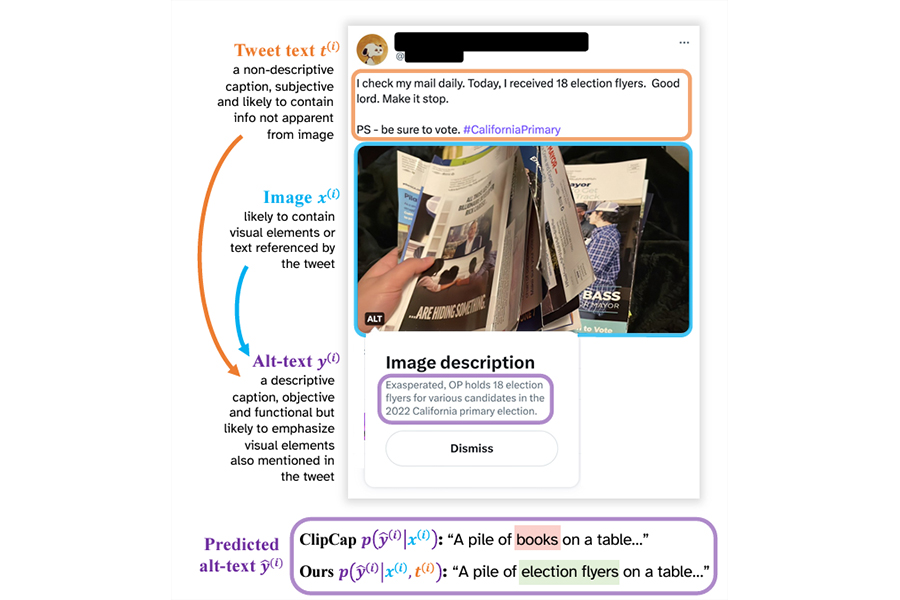 Tweet text t⁽ⁱ⁾
a non-descriptive
caption, subjective
and likely to contain
info not apparent
from image
Image x⁽ⁱ⁾
likely to contain
visual elements or
text referenced by
the tweet
Alt-text y⁽ⁱ⁾
a descriptive
caption, objective
and functional but
likely to emphasize
visual elements
also mentioned in
the tweet
@
I check my mail daily. Today, I received 18 election flyers. Good
lord. Make it stop.
PS - be sure to vote. #CaliforniaPrimary
...ARE HIDING SOMETHING.
BASS
MAYOR
to Vote
ALT
Image description
Exasperated, OP holds 18 election
flyers for various candidates in the
2022 California primary election.
Dismiss
Predicted
alt-text ŷ⁽ⁱ⁾
ClipCap p(ŷ⁽ⁱ⁾|x⁽ⁱ⁾): “A pile of books on a table...”
Ours p(ŷ⁽ⁱ⁾|x⁽ⁱ⁾, t⁽ⁱ⁾): “A pile of election flyers on a table...”